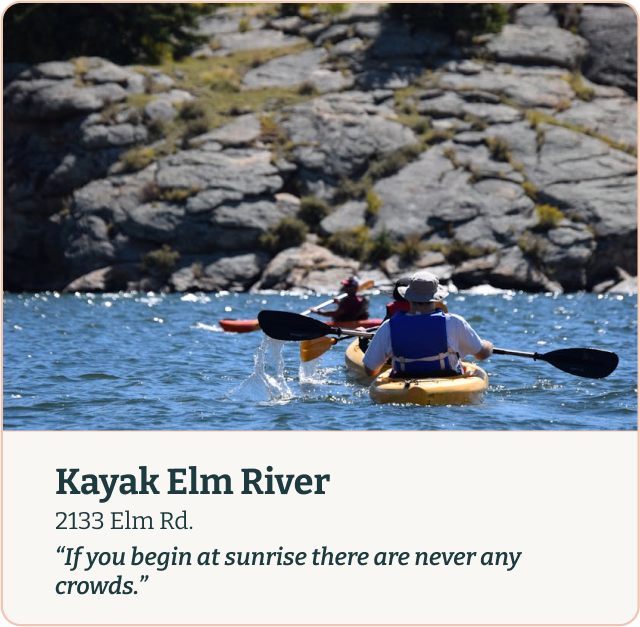 Kayak Elm River
2133 Elm Rd.
“If you begin at sunrise there are never any
crowds.”